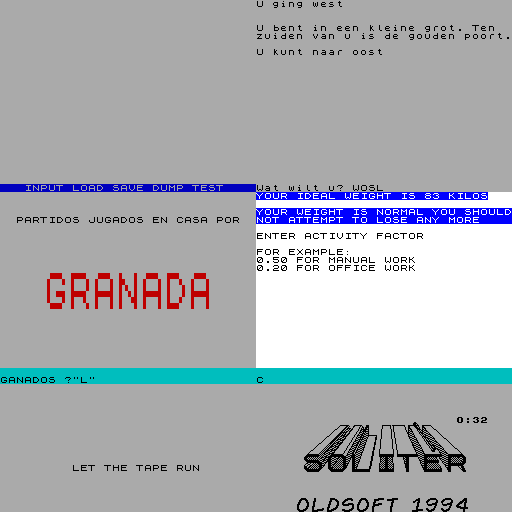 U ging west
U bent in een kleine grot. Ten
zuiden van u is de gouden poort.
U kunt naar oost
Wat wilt u? WOSL
INPUT LOAD SAVE DUMP TEST
PARTIDOS JUGADOS EN CASA POR
GRANADA
GANADOS ?"L"
YOUR IDEAL WEIGHT IS 83 KILOS
YOUR WEIGHT IS NORMAL YOU SHOULD
NOT ATTEMPT TO LOSE ANY MORE
ENTER ACTIVITY FACTOR
FOR EXAMPLE:
0.50 FOR MANUAL WORK
0.20 FOR OFFICE WORK
C
LET THE TAPE RUN
0:32
SOLITER
OLDSOFT 1994